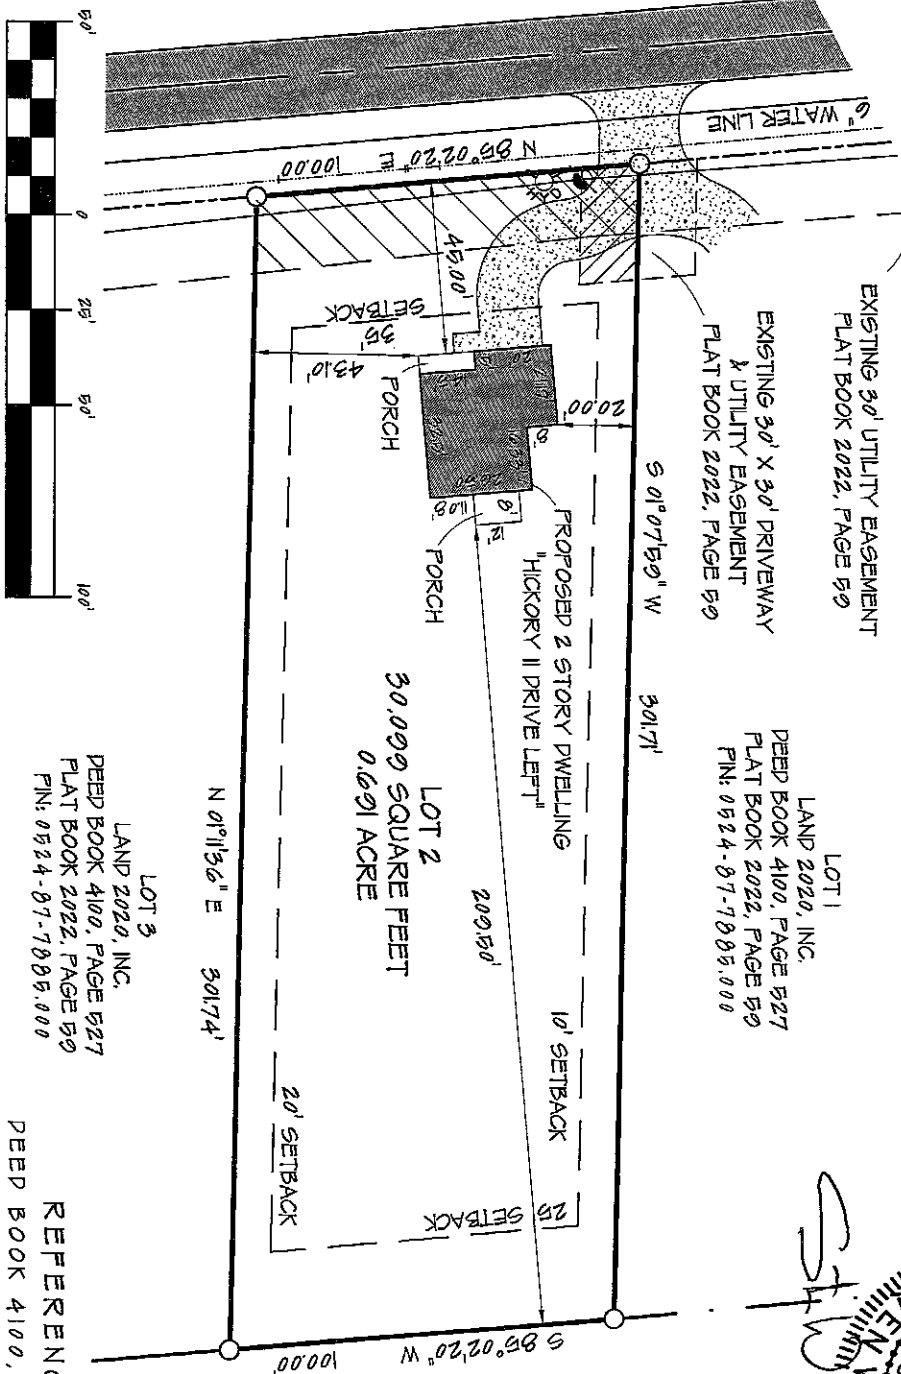 EXISTING 30' UTILITY EASEMENT
PLAT BOOK 2022, PAGE 59
EXISTING 30' X 30' DRIVEWAY
& UTILITY EASEMENT
PLAT BOOK 2022, PAGE 59
6" WATER LINE
N 85°02'20" E 100.00'
LOT 1
LAND 2020, INC.
DEED BOOK 4100, PAGE 527
PLAT BOOK 2022, PAGE 59
PIN: 0524-87-7885.000
S 01°07'59" W 301.71'
45.00'
35'
SETBACK
43.10'
20.00'
PORCH
8'
11.08'
8'
12'
PORCH
PROPOSED 2 STORY DWELLING
"HICKORY II DRIVE LEFT"
LOT 2
30,099 SQUARE FEET
0.691 ACRE
209.50'
10' SETBACK
20' SETBACK
25' SETBACK
S 85°02'20" W 100.00'
N 01°11'36" E 301.74'
LOT 3
LAND 2020, INC.
DEED BOOK 4100, PAGE 527
PLAT BOOK 2022, PAGE 59
PIN: 0524-87-7885.000
50' 0 25' 50' 100'
DEED BOOK 4100,